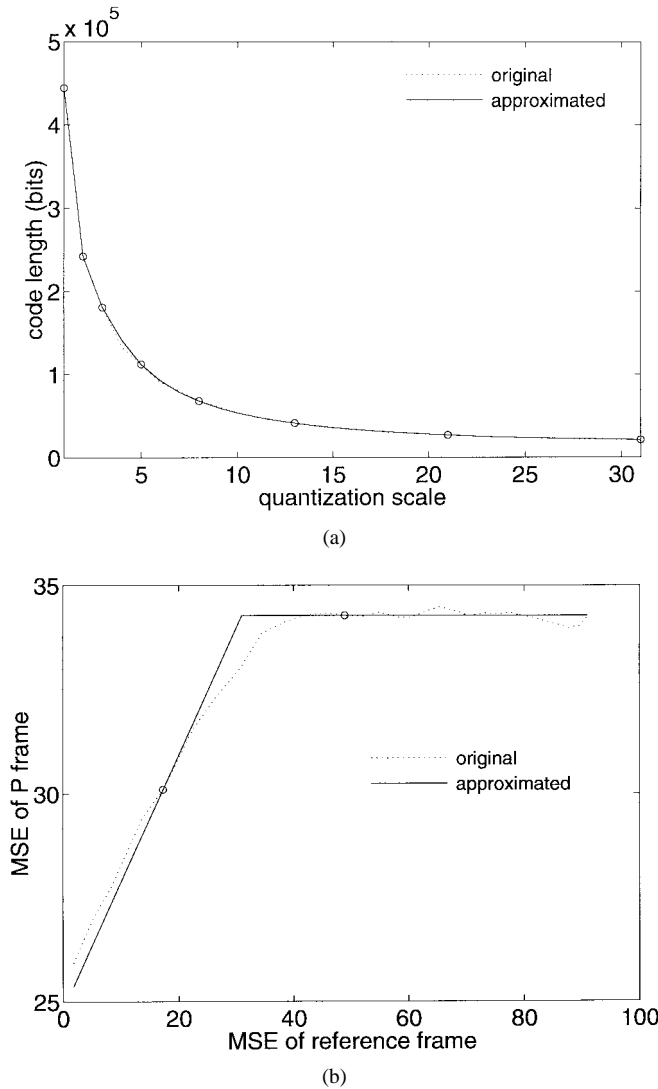 x 10^5
5
4
3
2
1
0
code length (bits)
original
approximated
5 10 15 20 25 30
quantization scale
(a)
35
30
25
MSE of P frame
original
approximated
0 20 40 60 80 100
MSE of reference frame
(b)